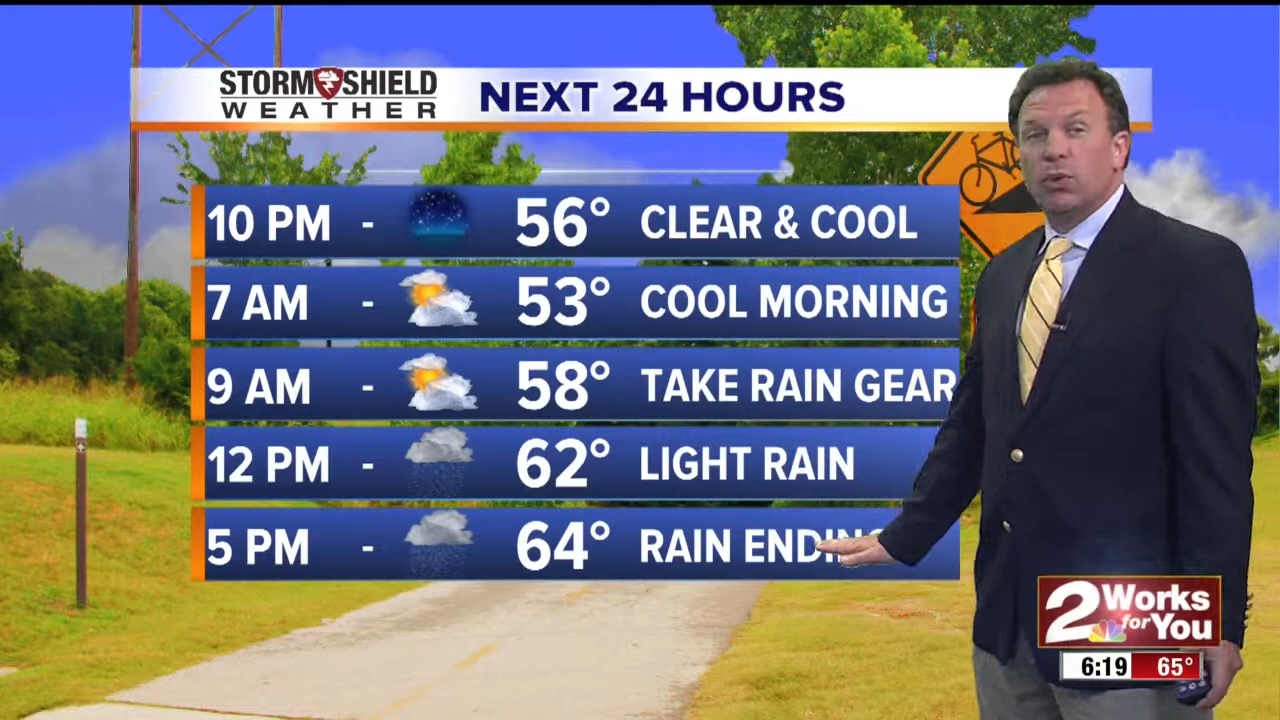 STORM SHIELD
WEATHER
NEXT 24 HOURS
10 PM - 56° CLEAR & COOL
7 AM - 53° COOL MORNING
9 AM - 58° TAKE RAIN GEAR
12 PM - 62° LIGHT RAIN
5 PM - 64° RAIN ENDING
2 Works
for You
6:19 65°